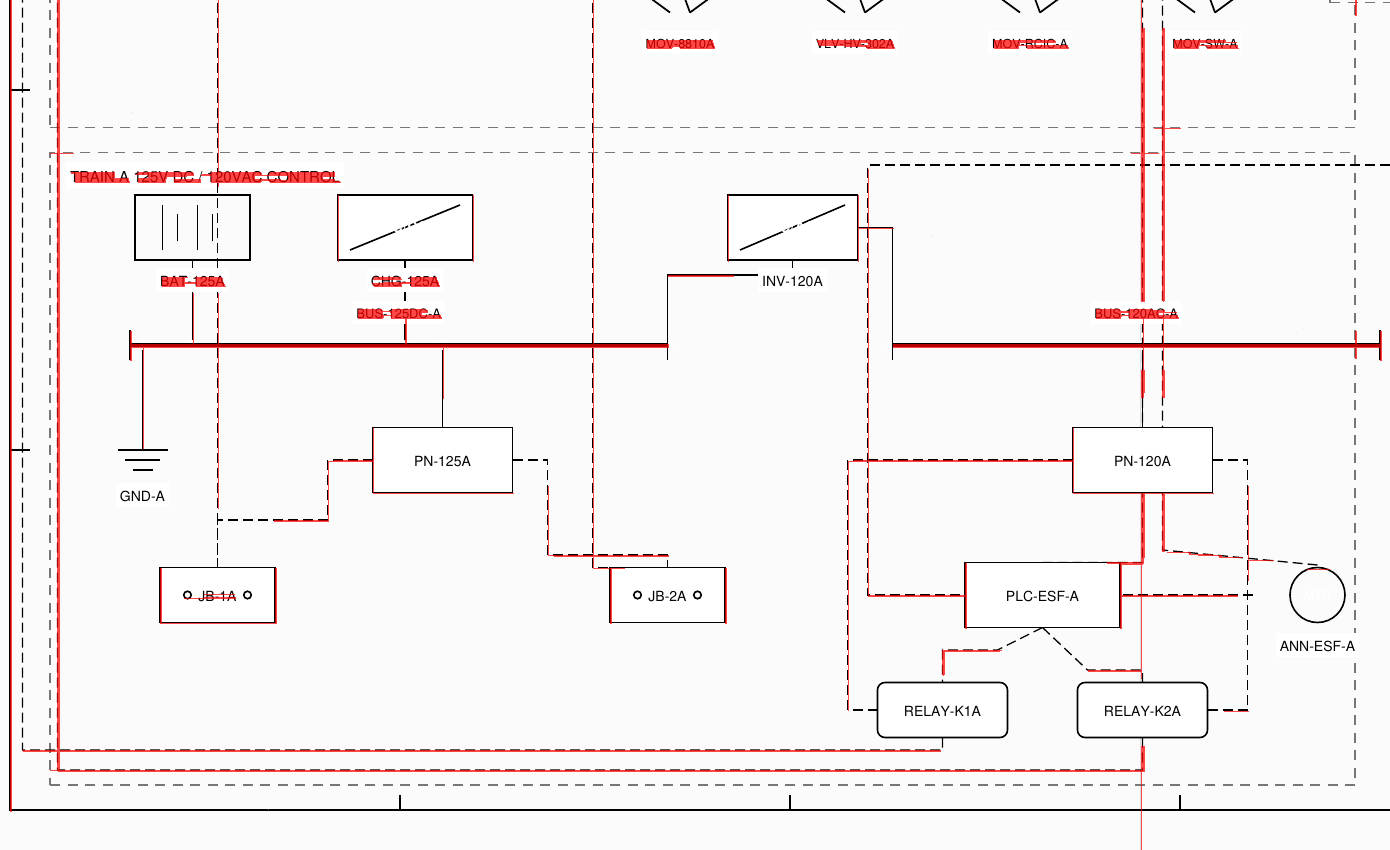 MOV-8810A VLV-HV-302A MOV-RCIC-A MOV-SW-A
TRAIN A 125V DC / 120VAC CONTROL
BAT-125A CHG-125A INV-120A
BUS-125DC-A BUS-120AC-A
PN-125A PN-120A
GND-A
JB-1A JB-2A PLC-ESF-A
ANN-ESF-A
RELAY-K1A RELAY-K2A